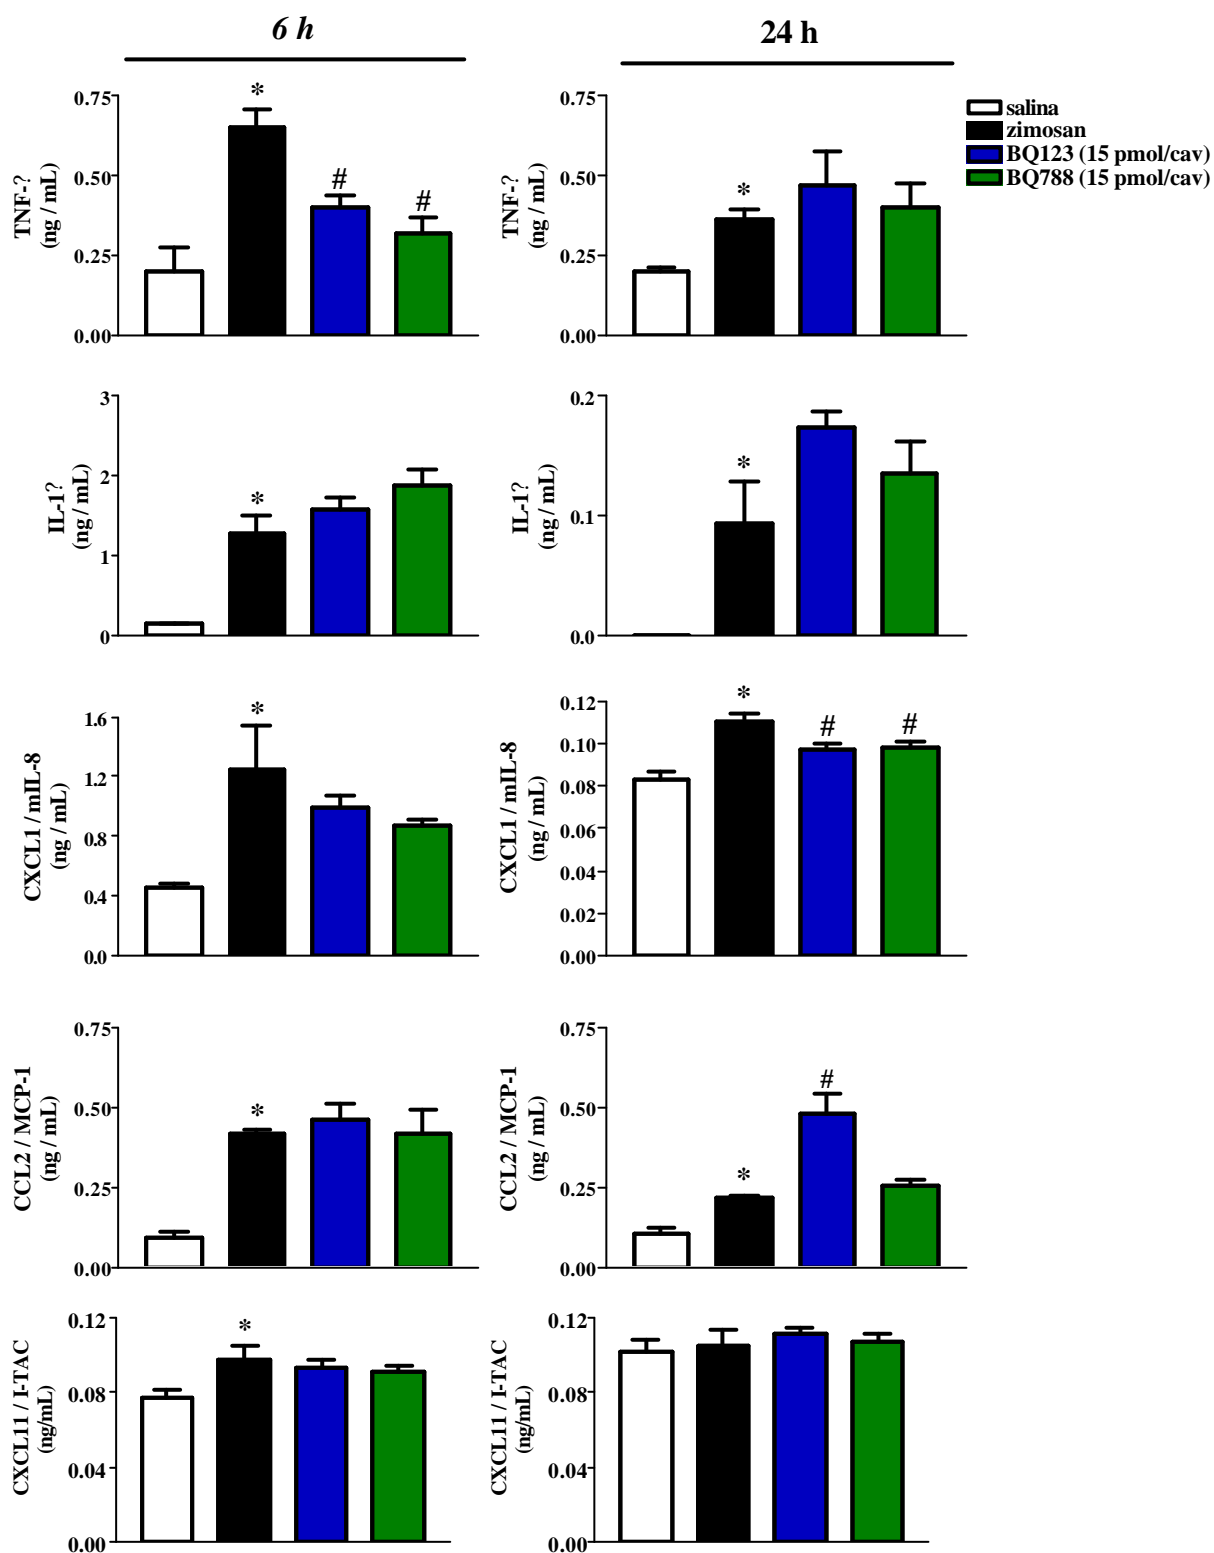 6 h
24 h
salina
zimosan
BQ123 (15 pmol/cav)
BQ788 (15 pmol/cav)
TNF-?
(ng / mL)
0.75
0.50
0.25
0.00
*
#
#
TNF-?
(ng / mL)
0.75
0.50
0.25
0.00
*
IL-1?
(ng / mL)
3
2
1
0
*
IL-1?
(ng / mL)
0.2
0.1
0.0
*
CXCL1 / mIL-8
(ng / mL)
1.6
1.2
0.8
0.4
0.0
*
CXCL1 / mIL-8
(ng / mL)
0.12
0.10
0.08
0.06
0.04
0.02
0.00
*
#
#
CCL2 / MCP-1
(ng / mL)
0.75
0.50
0.25
0.00
*
CCL2 / MCP-1
(ng / mL)
0.75
0.50
0.25
0.00
*
#
CXCL11 / I-TAC
(ng/mL)
0.12
0.08
0.04
0.00
*
CXCL11 / I-TAC
(ng/mL)
0.12
0.08
0.04
0.00